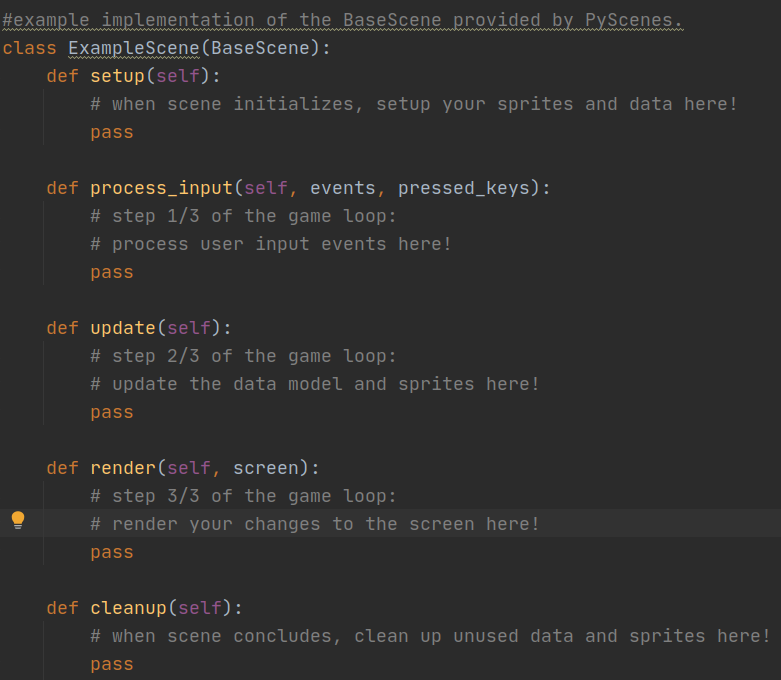 #example implementation of the BaseScene provided by PyScenes.
class ExampleScene(BaseScene):
    def setup(self):
        # when scene initializes, setup your sprites and data here!
        pass

    def process_input(self, events, pressed_keys):
        # step 1/3 of the game loop:
        # process user input events here!
        pass

    def update(self):
        # step 2/3 of the game loop:
        # update the data model and sprites here!
        pass

    def render(self, screen):
        # step 3/3 of the game loop:
        # render your changes to the screen here!
        pass

    def cleanup(self):
        # when scene concludes, clean up unused data and sprites here!
        pass